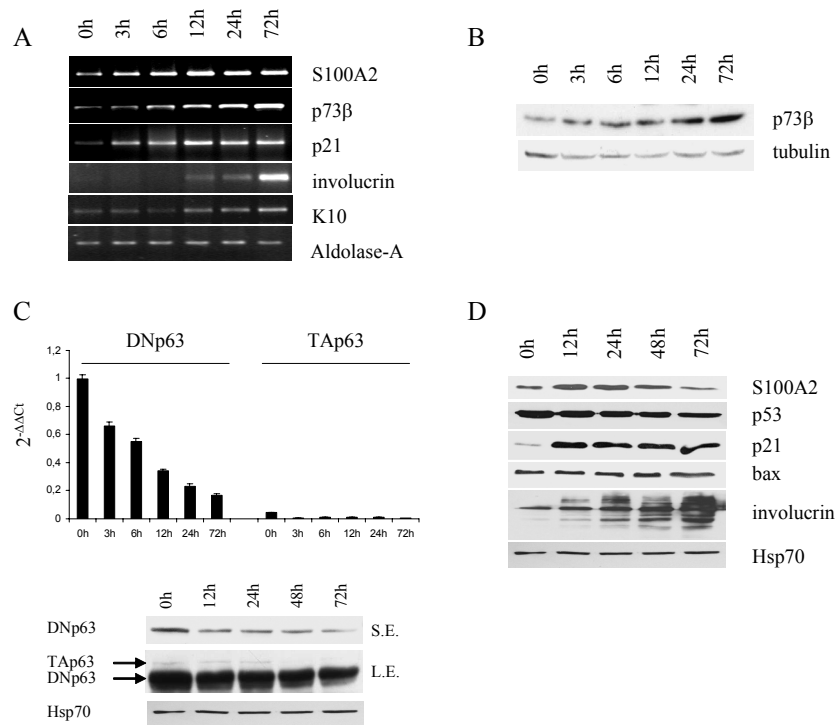 A
0h 3h 6h 12h 24h 72h
S100A2
p73β
p21
involucrin
K10
Aldolase-A
B
0h 3h 6h 12h 24h 72h
p73β
tubulin
C
DNp63 TAp63
2-ΔΔCt
1,2
1
0,8
0,6
0,4
0,2
0
0h 3h 6h 12h 24h 72h 0h 3h 6h 12h 24h 72h
0h 12h 24h 48h 72h
DNp63 S.E.
TAp63
DNp63 L.E.
Hsp70
D
0h 12h 24h 48h 72h
S100A2
p53
p21
bax
involucrin
Hsp70